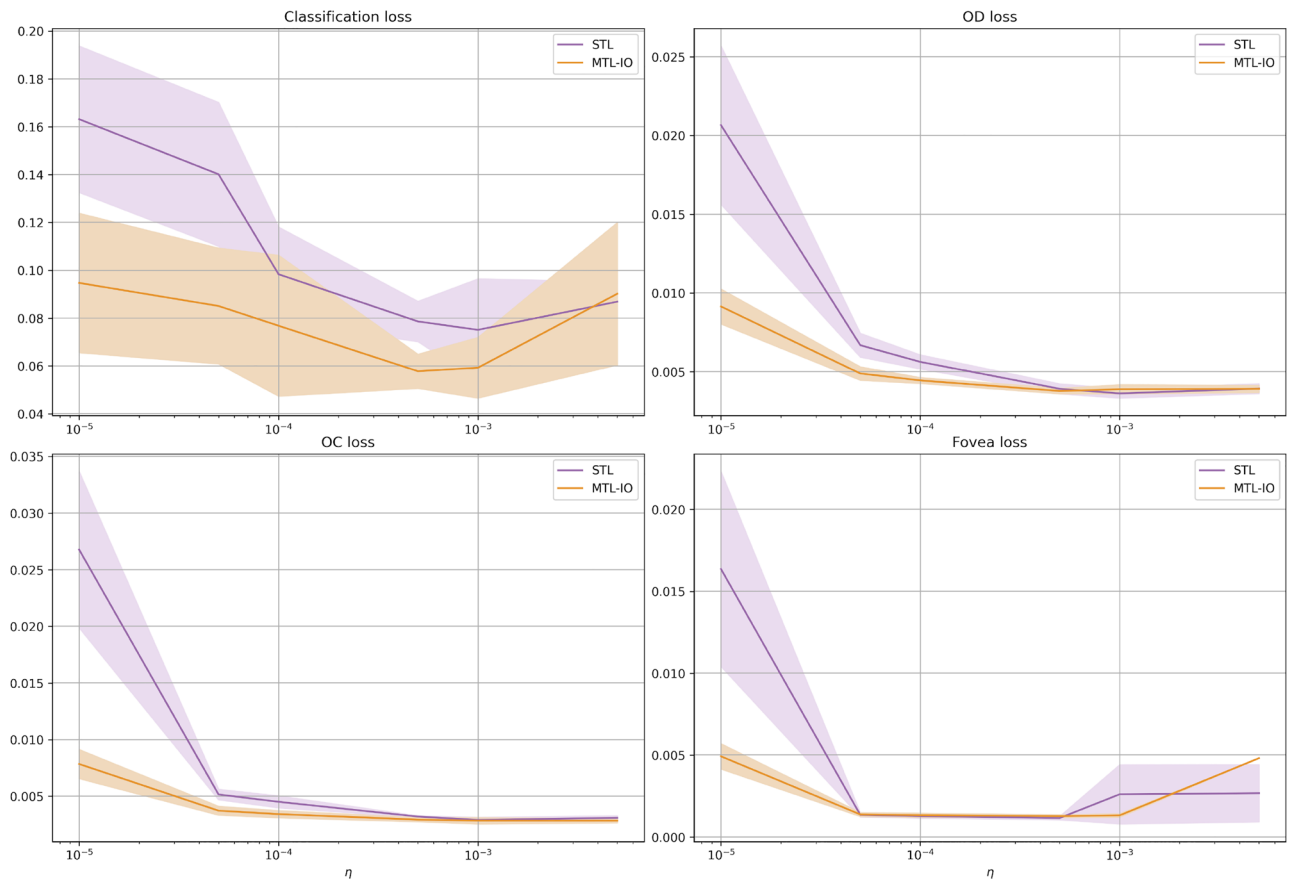 Classification loss
0.20
0.18
0.16
0.14
0.12
0.10
0.08
0.06
0.04
10⁻⁵
10⁻⁴
10⁻³
STL
MTL-IO
OD loss
0.025
0.020
0.015
0.010
0.005
10⁻⁵
10⁻⁴
10⁻³
STL
MTL-IO
OC loss
0.035
0.030
0.025
0.020
0.015
0.010
0.005
10⁻⁵
10⁻⁴
10⁻³
η
STL
MTL-IO
Fovea loss
0.020
0.015
0.010
0.005
0.000
10⁻⁵
10⁻⁴
10⁻³
η
STL
MTL-IO